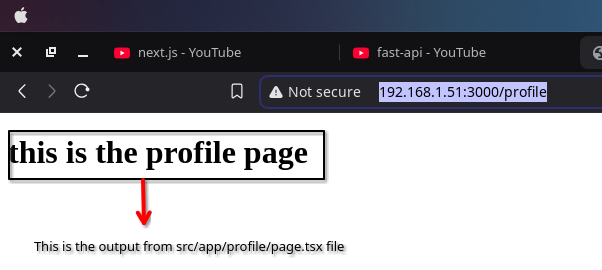 next.js - YouTube
fast-api - YouTube
Not secure
192.168.1.51:3000/profile
this is the profile page
This is the output from src/app/profile/page.tsx file